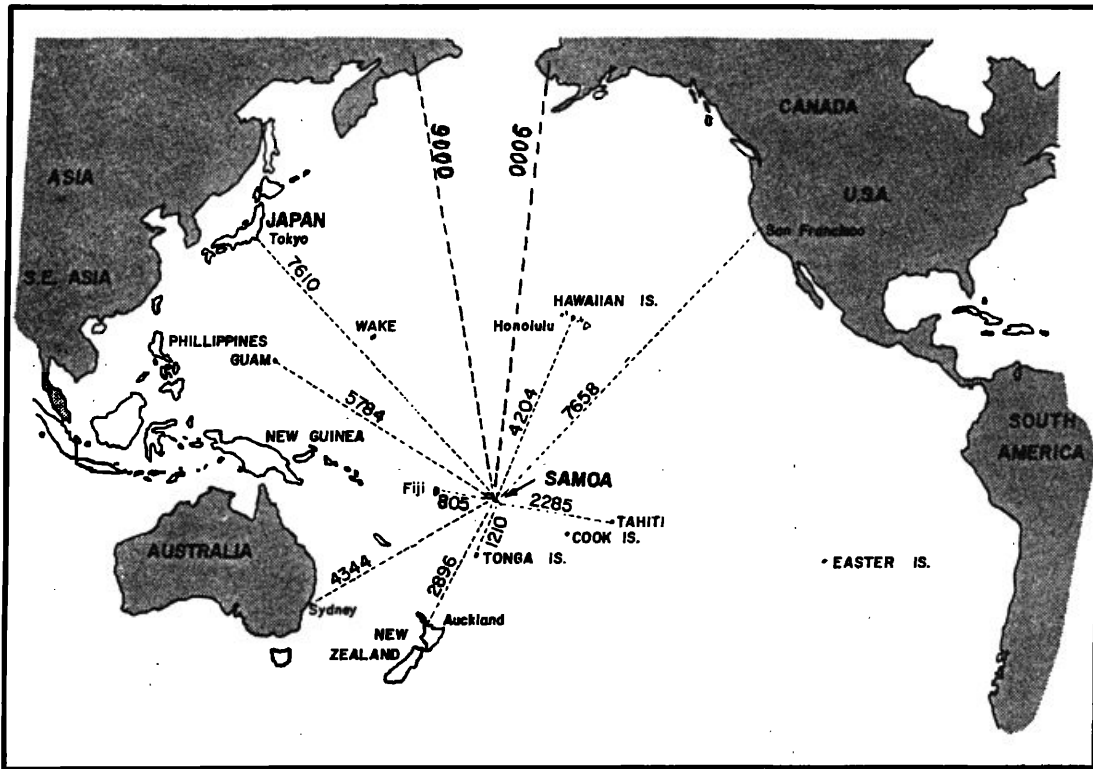 CANADA
ASIA
9000
9000
U.S.A.
JAPAN
Tokyo
San Francisco
S.E. ASIA
7610
HAWAIIAN IS.
Honolulu
WAKE
PHILLIPPINES
GUAM
5784
4204
7658
NEW GUINEA
SOUTH
AMERICA
SAMOA
Fiji
805
2285
TAHITI
1210
COOK IS.
AUSTRALIA
TONGA IS.
EASTER IS.
4344
2896
Sydney
Auckland
NEW
ZEALAND